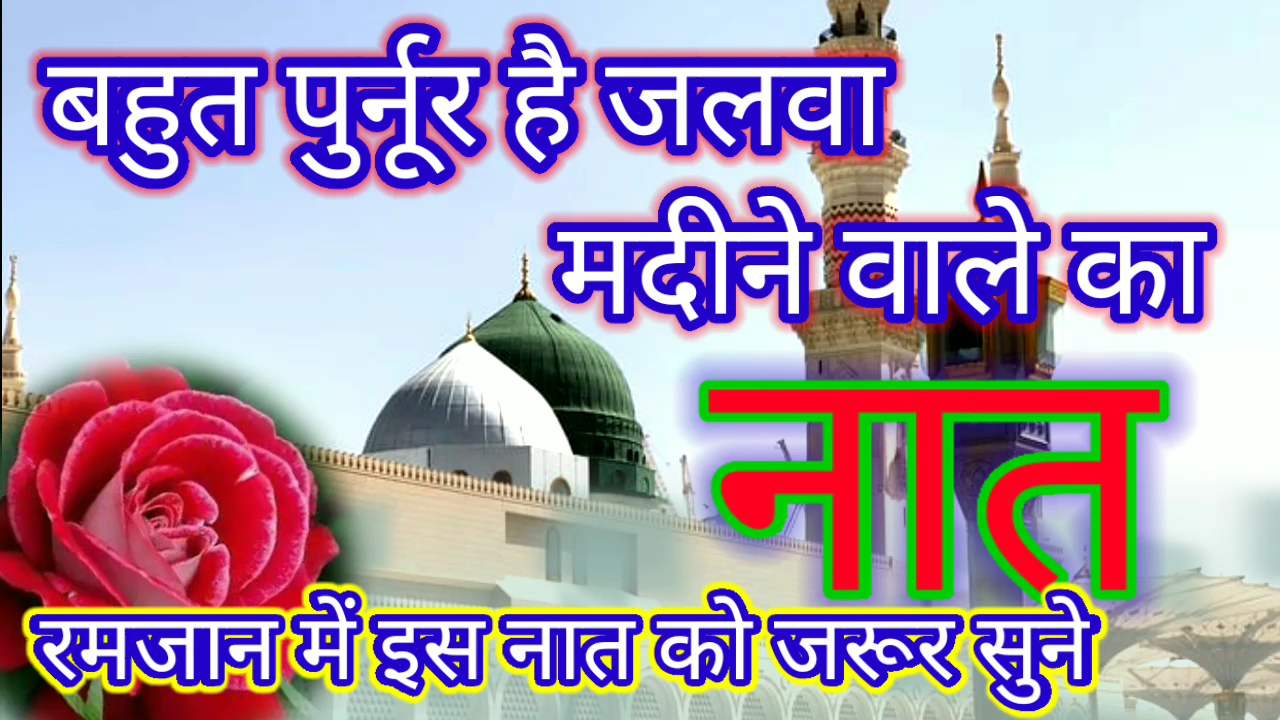 बहुत पुर्नूर है जलवा
मदीने वाले का
नात
रमजान में इस नात को जरूर सुने